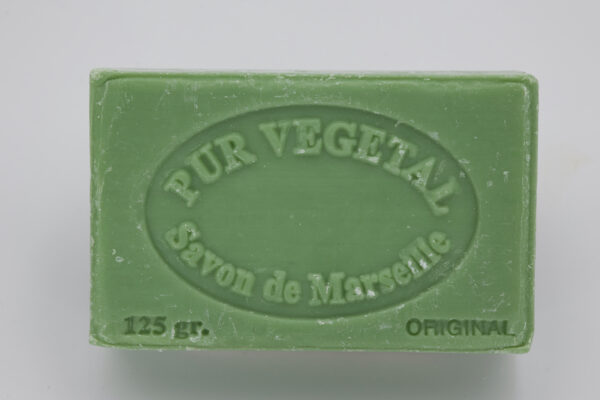 PUR VEGETAL
Savon de Marseille
125 gr.
ORIGINAL